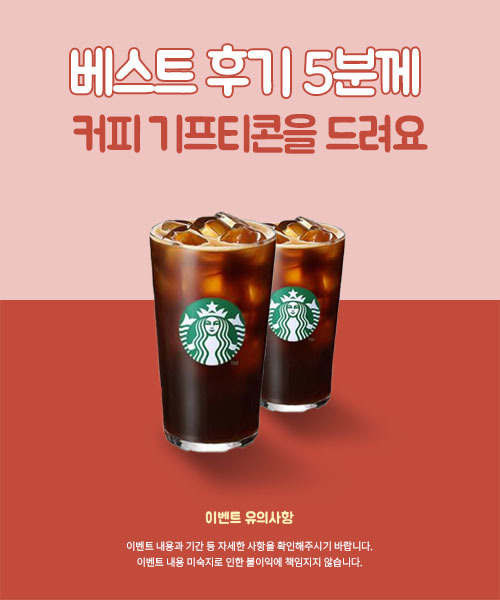 베스트 후기 5분께
커피 기프티콘을 드려요
TM
TM
이벤트 유의사항
이벤트 내용과 기간 등 자세한 사항을 확인해주시기 바랍니다.
이벤트 내용 미숙지로 인한 불이익에 책임지지 않습니다.